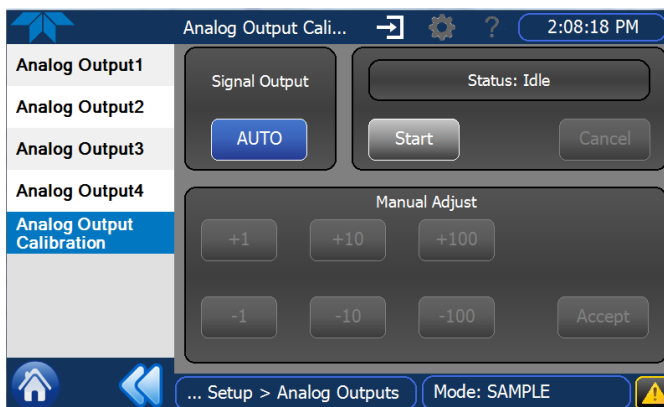 Analog Output Cali...
?
2:08:18 PM
Analog Output1
Analog Output2
Analog Output3
Analog Output4
Analog Output
Calibration
Signal Output
AUTO
Status: Idle
Start
Cancel
Manual Adjust
+1
+10
+100
-1
-10
-100
Accept
... Setup > Analog Outputs
Mode: SAMPLE